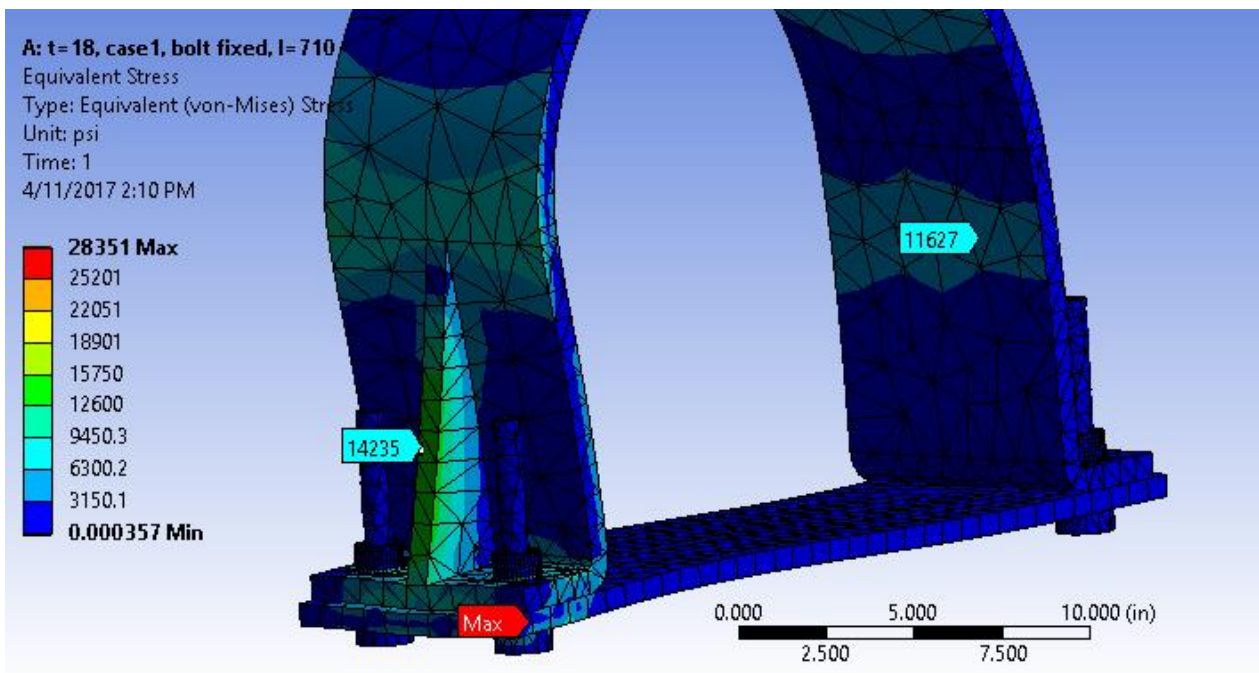 A: t=18, case1, bolt fixed, l=710
Equivalent Stress
Type: Equivalent (von-Mises) Stress
Unit: psi
Time: 1
4/11/2017 2:10 PM
28351 Max
25201
22051
18901
15750
12600
9450.3
6300.2
3150.1
0.000357 Min
11627
14235
Max
0.000 5.000 10.000 (in)
2.500 7.500